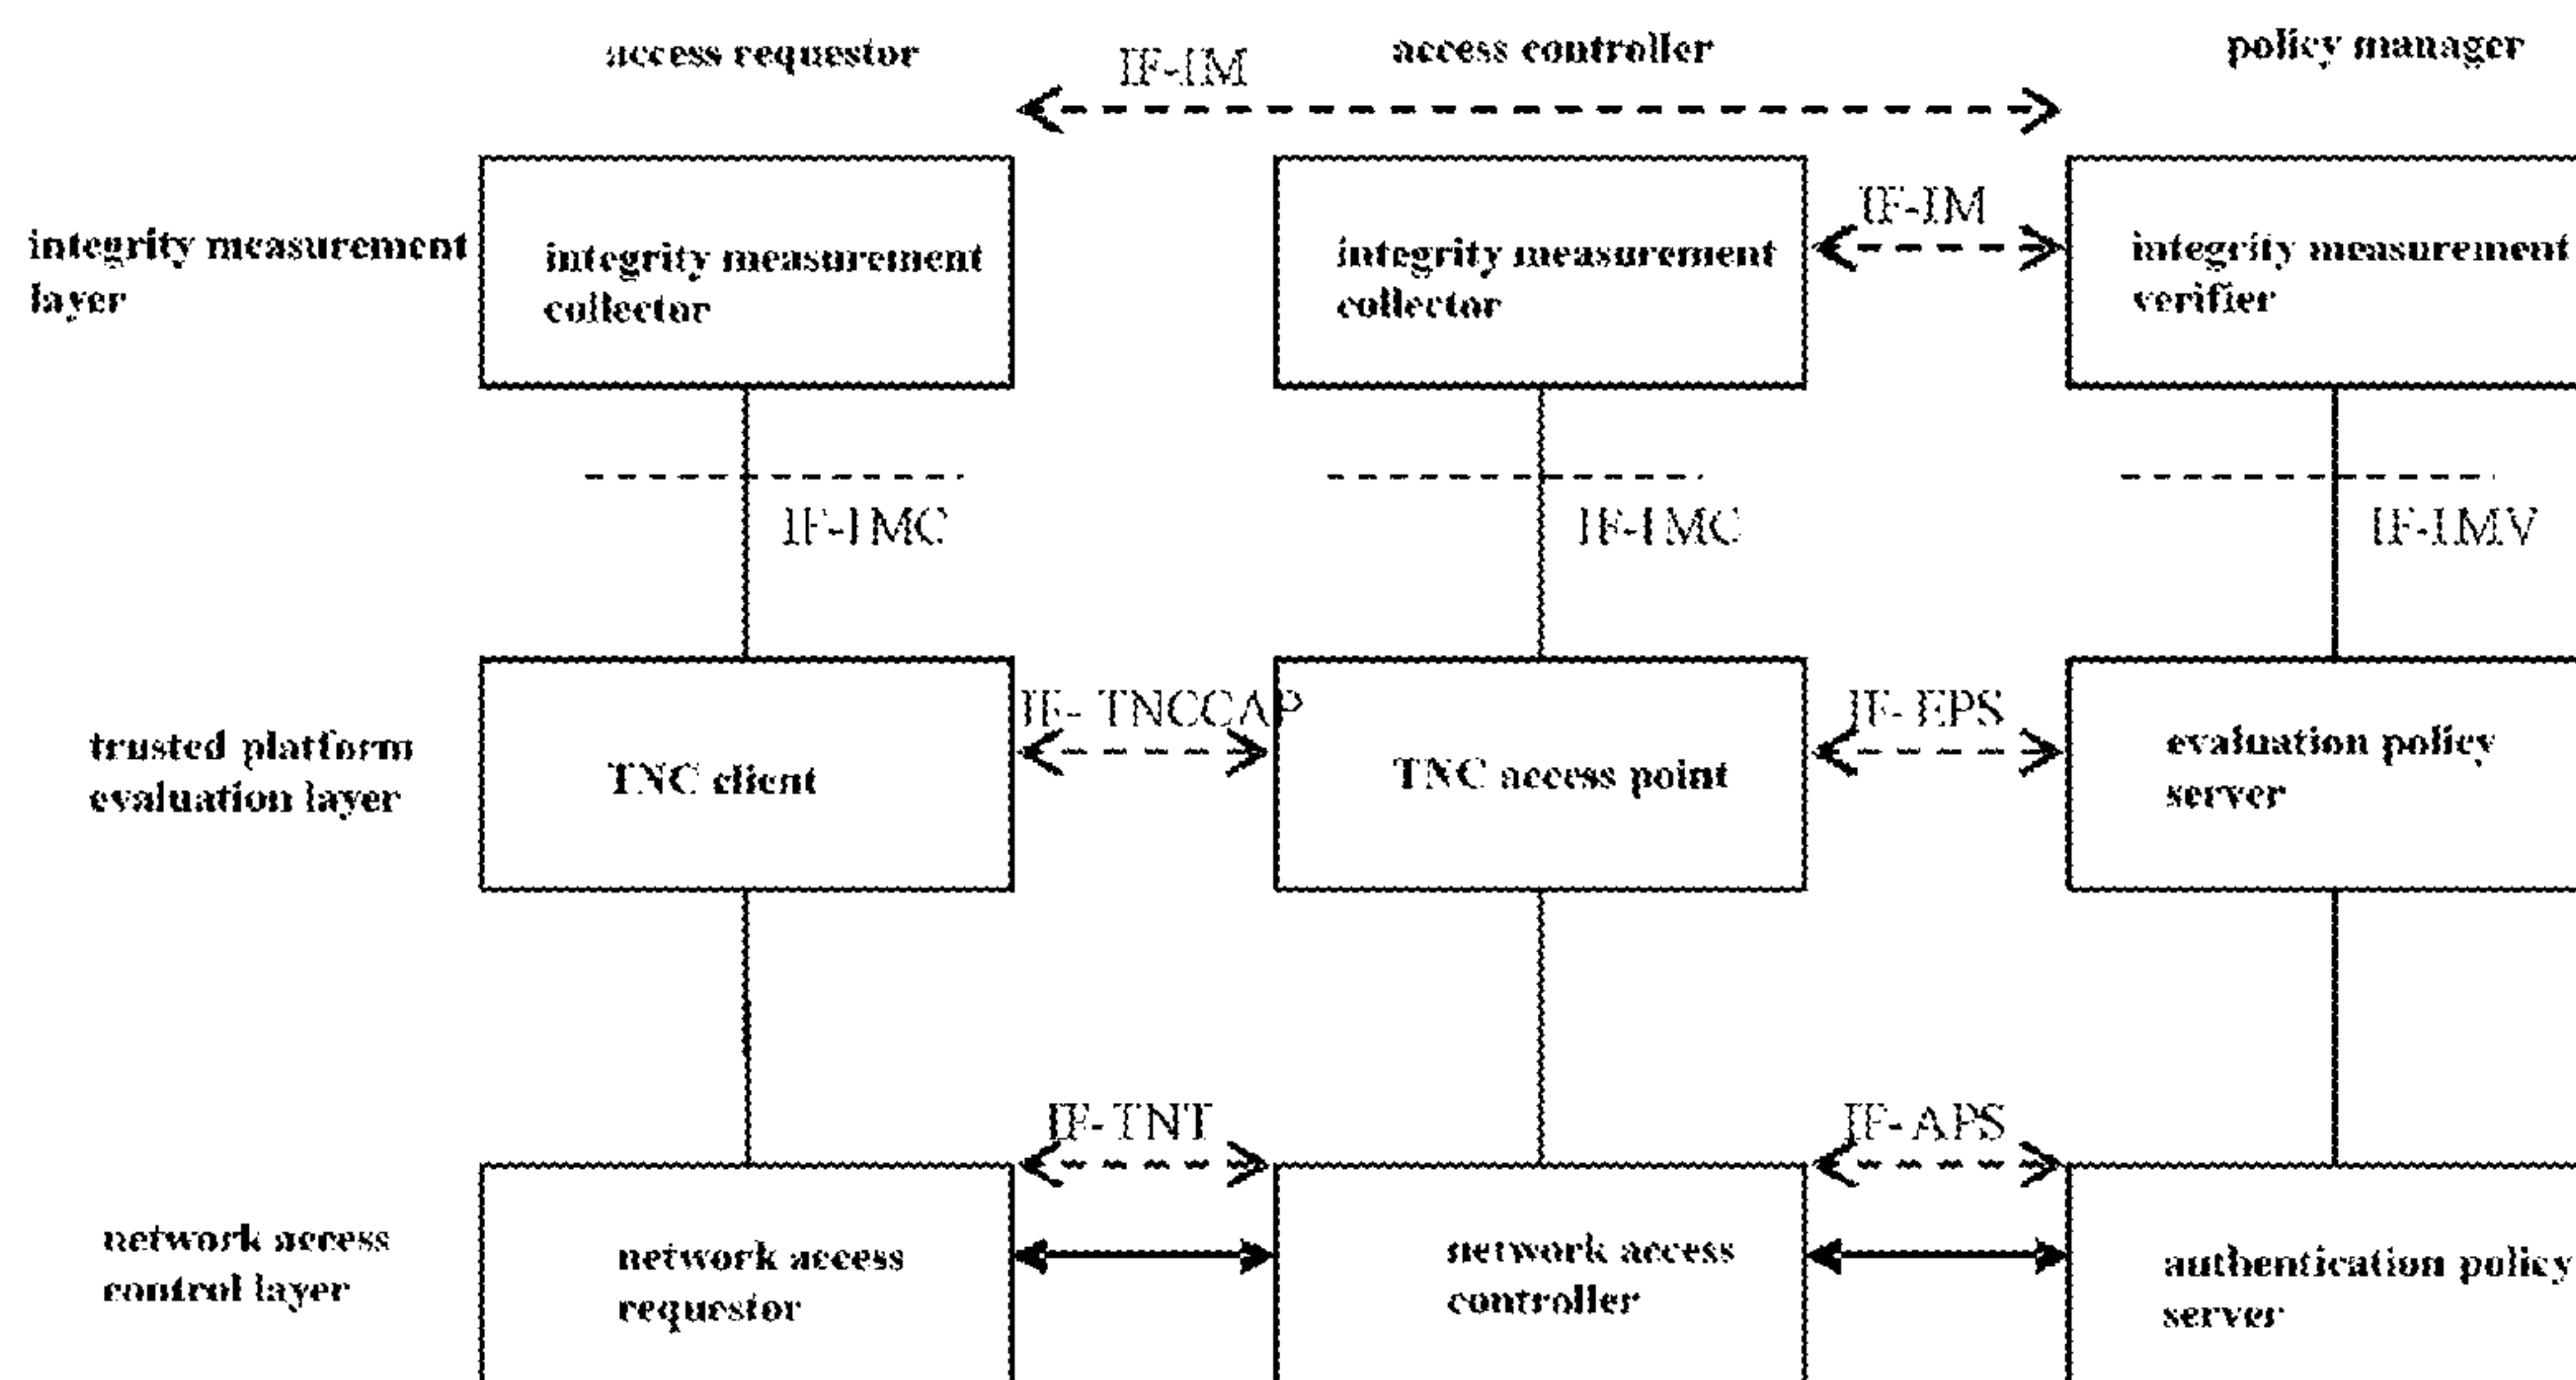 access requestor
IF-IM
access controller
policy manager
integrity measurement
layer
integrity measurement
collector
integrity measurement
collector
IF-IM
integrity measurement
verifier
IF-IMC
IF-IMC
IF-IMV
trusted platform
evaluation layer
TNC client
IF- TNCCAP
TNC access point
IF- EPS
evaluation policy
server
network access
control layer
network access
requestor
IF- TNT
network access
controller
IF- APS
authentication policy
server